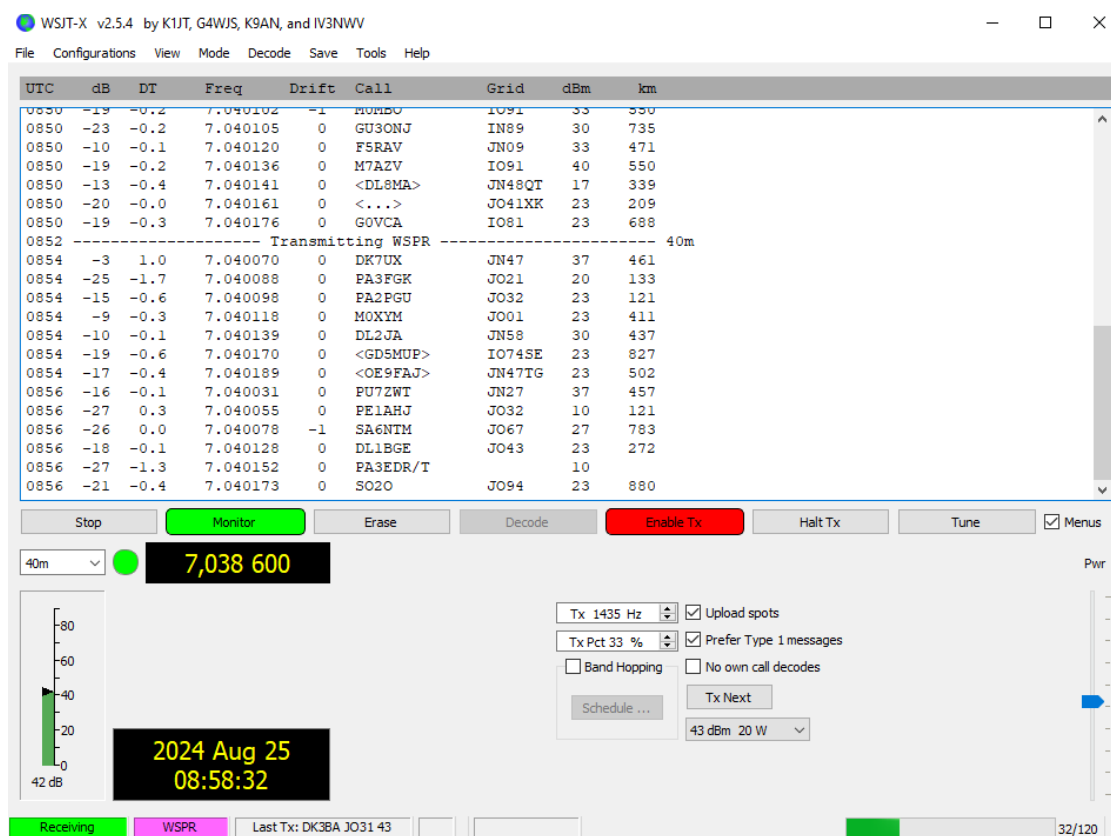 WSJT-X v2.5.4 by K1JT, G4WJS, K9AN, and IV3NWV
File Configurations View Mode Decode Save Tools Help
UTC dB DT Freq Drift Call Grid dBm km
0850 -19 -0.2 7.040102 -1 M0MBO IO91 33 550
0850 -23 -0.2 7.040105 0 GU3ONJ IN89 30 735
0850 -10 -0.1 7.040120 0 F5RAV JN09 33 471
0850 -19 -0.2 7.040136 0 M7AZV IO91 40 550
0850 -13 -0.4 7.040141 0 <DL8MA> JN48QT 17 339
0850 -20 -0.0 7.040161 0 <...> JO41XK 23 209
0850 -19 -0.3 7.040176 0 G0VCA IO81 23 688
0852 -------------------- Transmitting WSPR ----------------------- 40m
0854 -3 1.0 7.040070 0 DK7UX JN47 37 461
0854 -25 -1.7 7.040088 0 PA3FGK JO21 20 133
0854 -15 -0.6 7.040098 0 PA2PGU JO32 23 121
0854 -9 -0.3 7.040118 0 M0XYM JO01 23 411
0854 -10 -0.1 7.040139 0 DL2JA JN58 30 437
0854 -19 -0.6 7.040170 0 <GD5MUP> IO74SE 23 827
0854 -17 -0.4 7.040189 0 <OE9FAJ> JN47TG 23 502
0856 -16 -0.1 7.040031 0 PU7ZWT JN27 37 457
0856 -27 0.3 7.040055 0 PE1AHJ JO32 10 121
0856 -26 0.0 7.040078 -1 SA6NTM JO67 27 783
0856 -18 -0.1 7.040128 0 DL1BGE JO43 23 272
0856 -27 -1.3 7.040152 0 PA3EDR/T 10
0856 -21 -0.4 7.040173 0 SO2O JO94 23 880
Stop Monitor Erase Decode Enable Tx Halt Tx Tune Menus
40m 7,038 600 Pwr
Tx 1435 Hz Upload spots
Tx Pct 33 % Prefer Type 1 messages
Band Hopping No own call decodes
Schedule ... Tx Next
43 dBm 20 W
80
60
40
20
0
42 dB
2024 Aug 25
08:58:32
Receiving WSPR Last Tx: DK3BA JO31 43 32/120